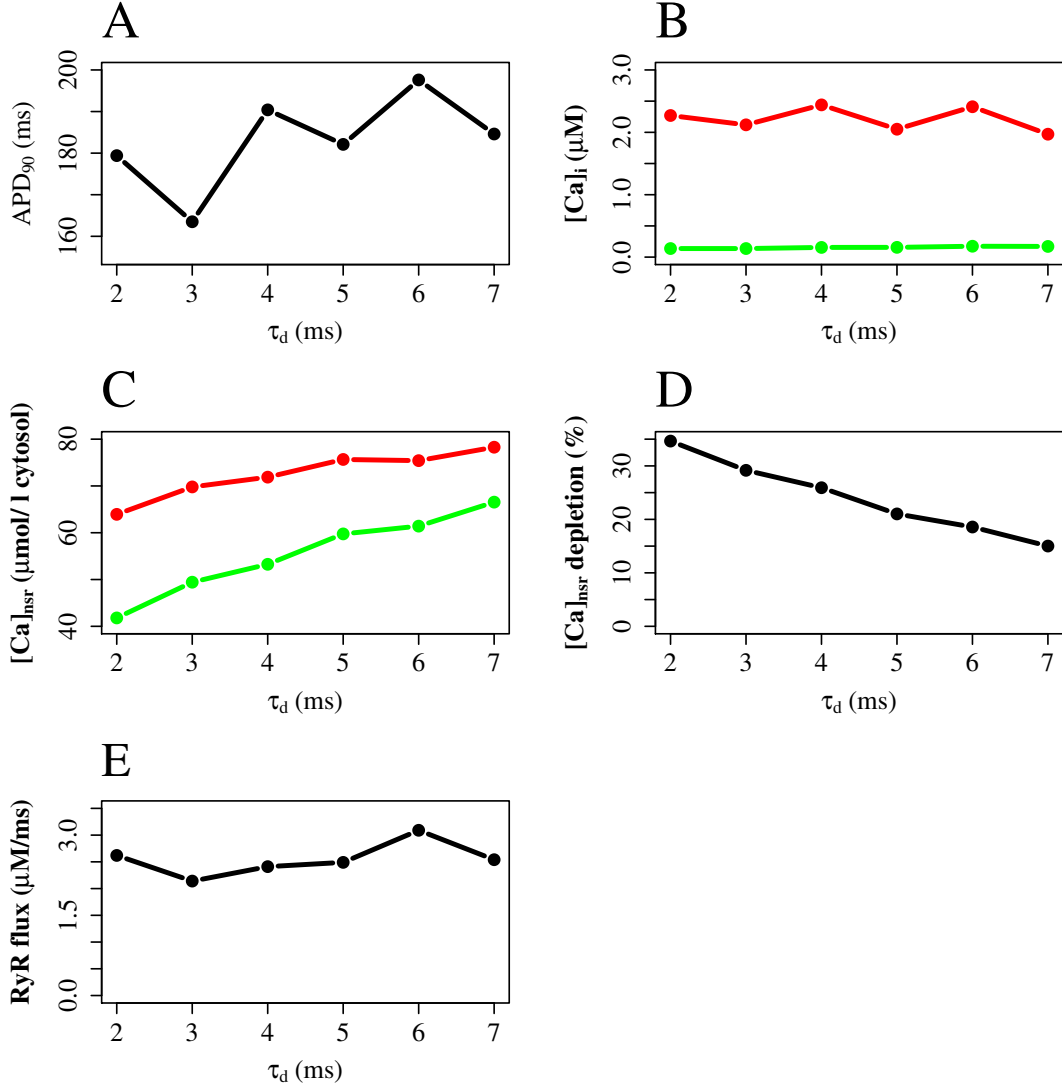 A
APD90 (ms)
160 180 200
2 3 4 5 6 7
τd (ms)
B
[Ca]i (μM)
0.0 1.0 2.0 3.0
2 3 4 5 6 7
τd (ms)
C
[Ca]nsr (μmol/ l cytosol)
40 60 80
2 3 4 5 6 7
τd (ms)
D
[Ca]nsr depletion (%)
0 10 20 30
2 3 4 5 6 7
τd (ms)
E
RyR flux (μM/ms)
0.0 1.5 3.0
2 3 4 5 6 7
τd (ms)